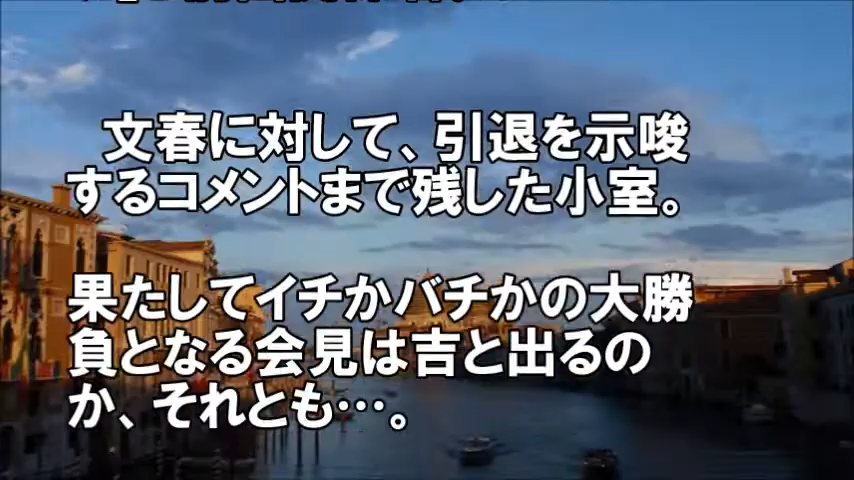 文春に対して、引退を示唆
するコメントまで残した小室。
果たしてイチかバチかの大勝
負となる会見は吉と出るの
か、それとも…。